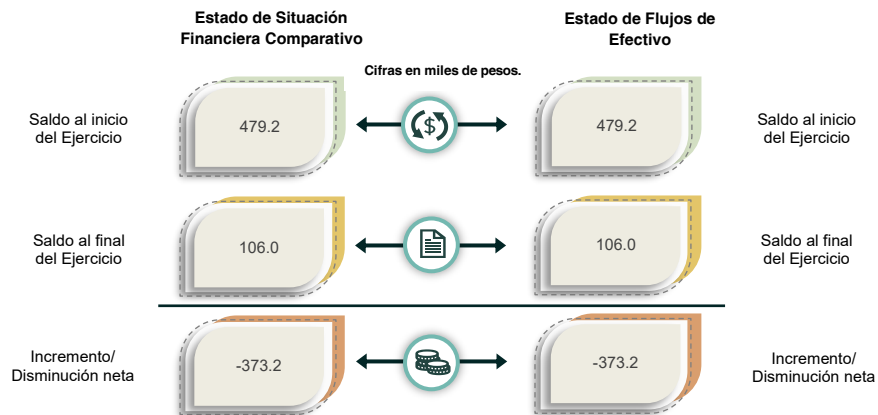 Estado de Situación
Financiera Comparativo
Estado de Flujos de
Efectivo
Cifras en miles de pesos.
Saldo al inicio
del Ejercicio
479.2
$
479.2
Saldo al inicio
del Ejercicio
Saldo al final
del Ejercicio
106.0
106.0
Saldo al final
del Ejercicio
Incremento/
Disminución neta
-373.2
-373.2
Incremento/
Disminución neta